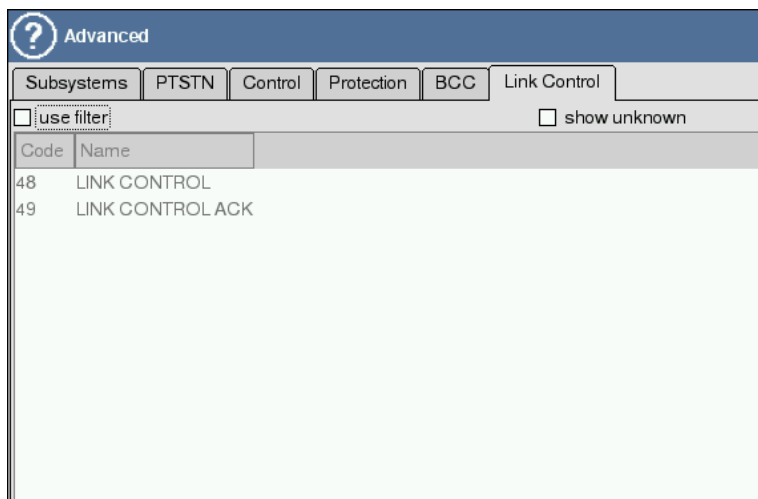 ? Advanced
Subsystems PTSTN Control Protection BCC Link Control
use filter show unknown
Code Name
48 LINK CONTROL
49 LINK CONTROL ACK